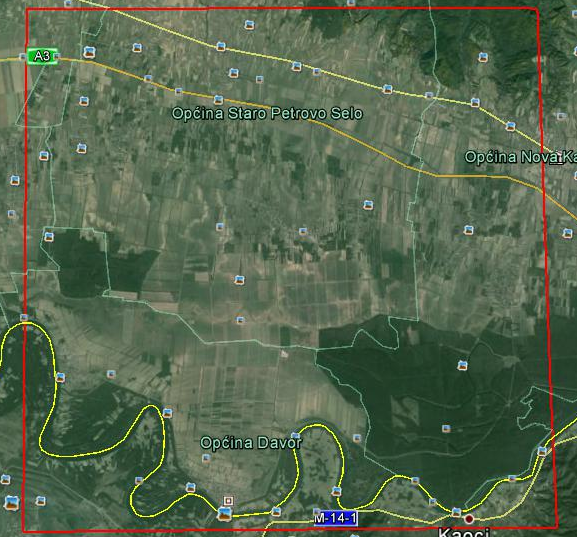 A3
Općina Staro Petrovo Selo
Općina Nova Ka
Općina Davor
M-14-1
Kaoci